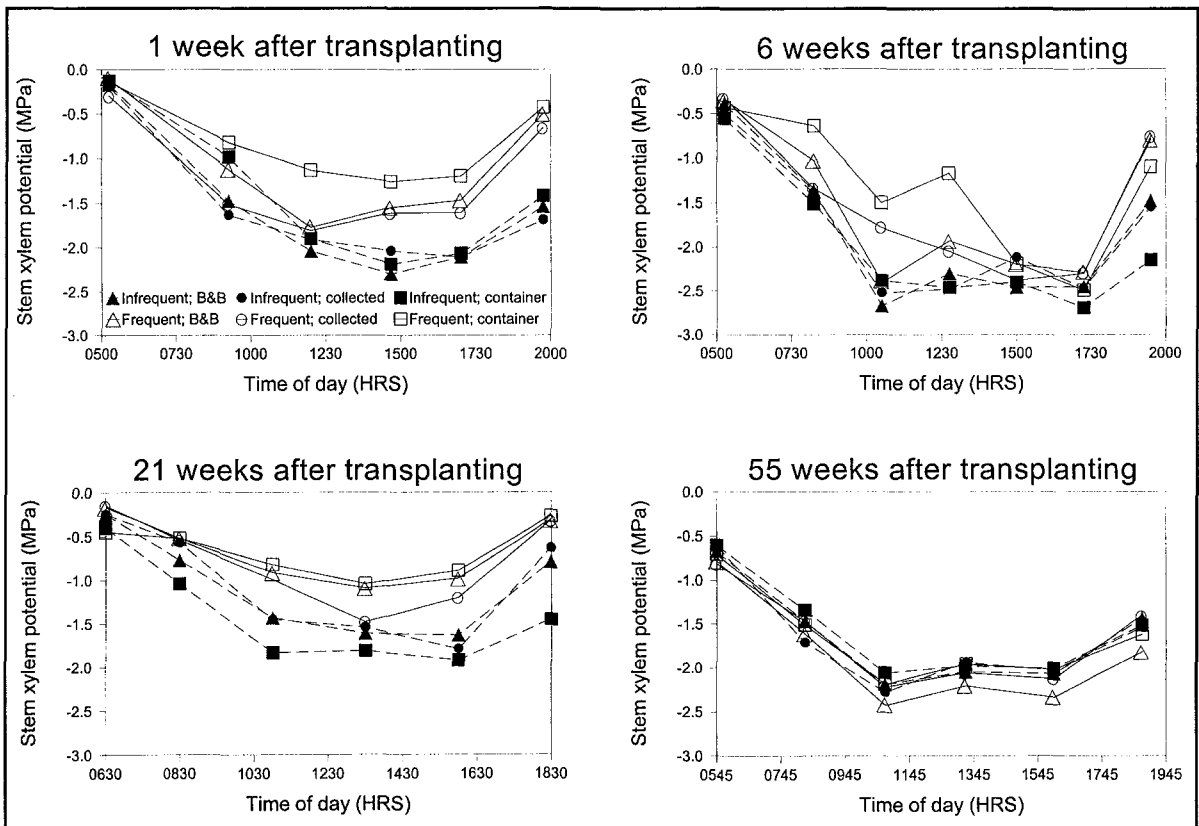 1 week after transplanting
Stem xylem potential (MPa)
0.0
-0.5
-1.0
-1.5
-2.0
-2.5
-3.0
Infrequent; B&B Infrequent; collected Infrequent; container
Frequent; B&B Frequent; collected Frequent; container
0500 0730 1000 1230 1500 1730 2000
Time of day (HRS)
6 weeks after transplanting
Stem xylem potential (MPa)
0.0
-0.5
-1.0
-1.5
-2.0
-2.5
-3.0
0500 0730 1000 1230 1500 1730 2000
Time of day (HRS)
21 weeks after transplanting
Stem xylem potential (MPa)
0.0
-0.5
-1.0
-1.5
-2.0
-2.5
-3.0
0630 0830 1030 1230 1430 1630 1830
Time of day (HRS)
55 weeks after transplanting
Stem xylem potential (MPa)
0.0
-0.5
-1.0
-1.5
-2.0
-2.5
-3.0
0545 0745 0945 1145 1345 1545 1745 1945
Time of day (HRS)